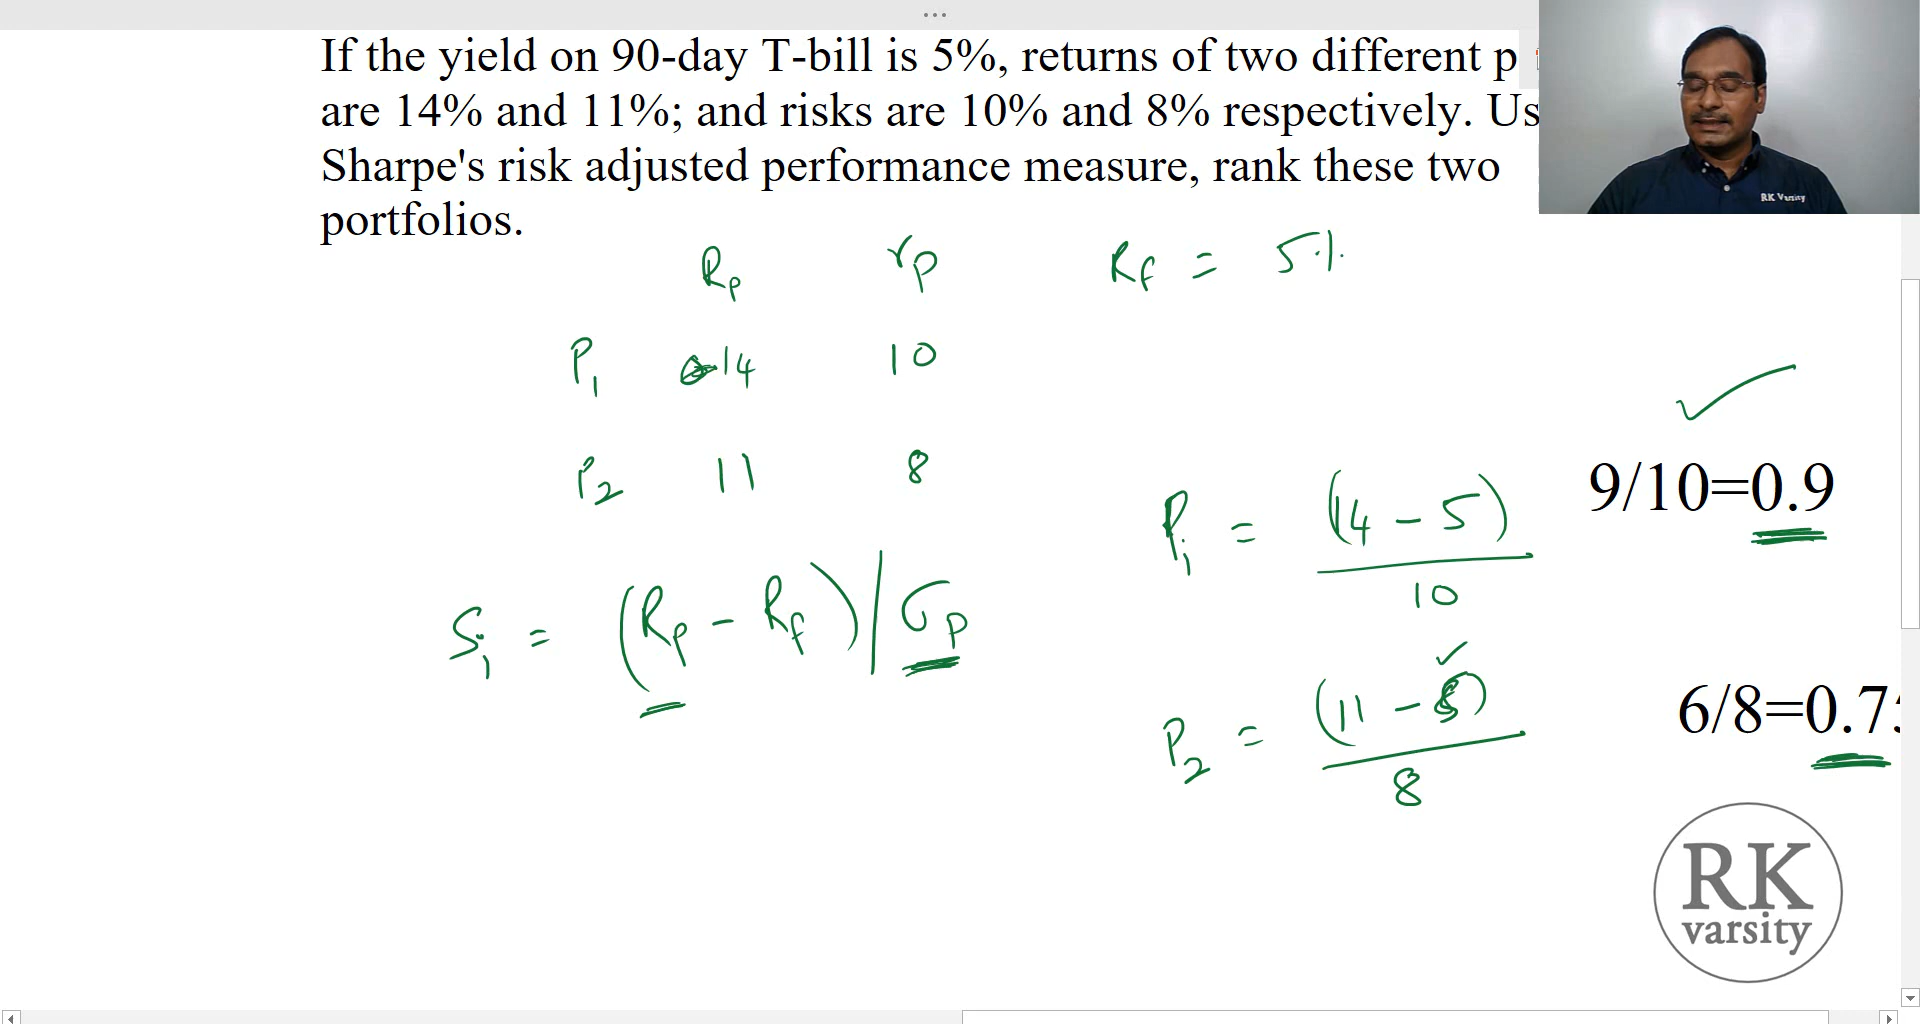 If the yield on 90-day T-bill is 5%, returns of two different p
are 14% and 11%; and risks are 10% and 8% respectively. Us
Sharpe's risk adjusted performance measure, rank these two
portfolios.
Rp rp Rf = 5%
P1 14 10
P2 11 8
9/10=0.9
P1 = (14 - 5)
10
Si = (Rp - Rf) | σp
P2 = (11 - 5)
8
6/8=0.75
RK Varsity
RK
varsity